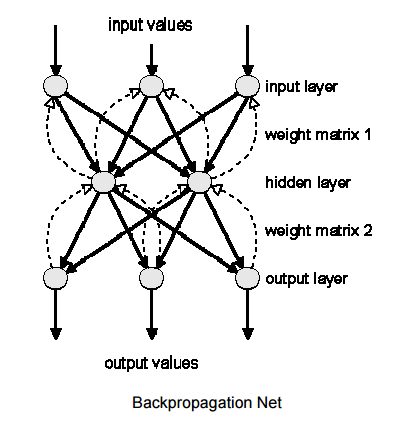 input values
input layer
weight matrix 1
hidden layer
weight matrix 2
output layer
output values
Backpropagation Net